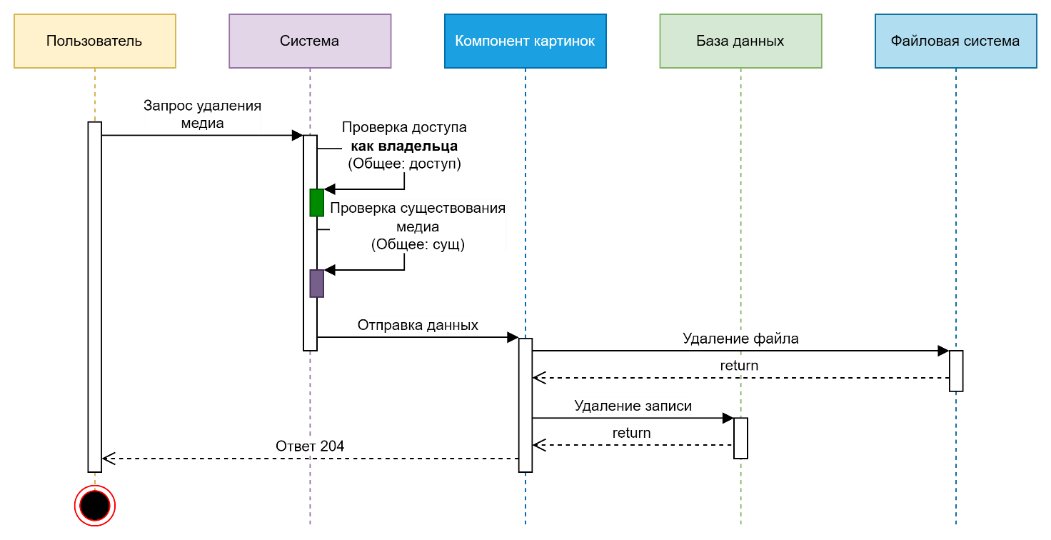 Пользователь
Система
Компонент картинок
База данных
Файловая система
Запрос удаления
медиа
Проверка доступа
как владельца
(Общее: доступ)
Проверка существования
медиа
(Общее: сущ)
Отправка данных
Удаление файла
return
Удаление записи
return
Ответ 204